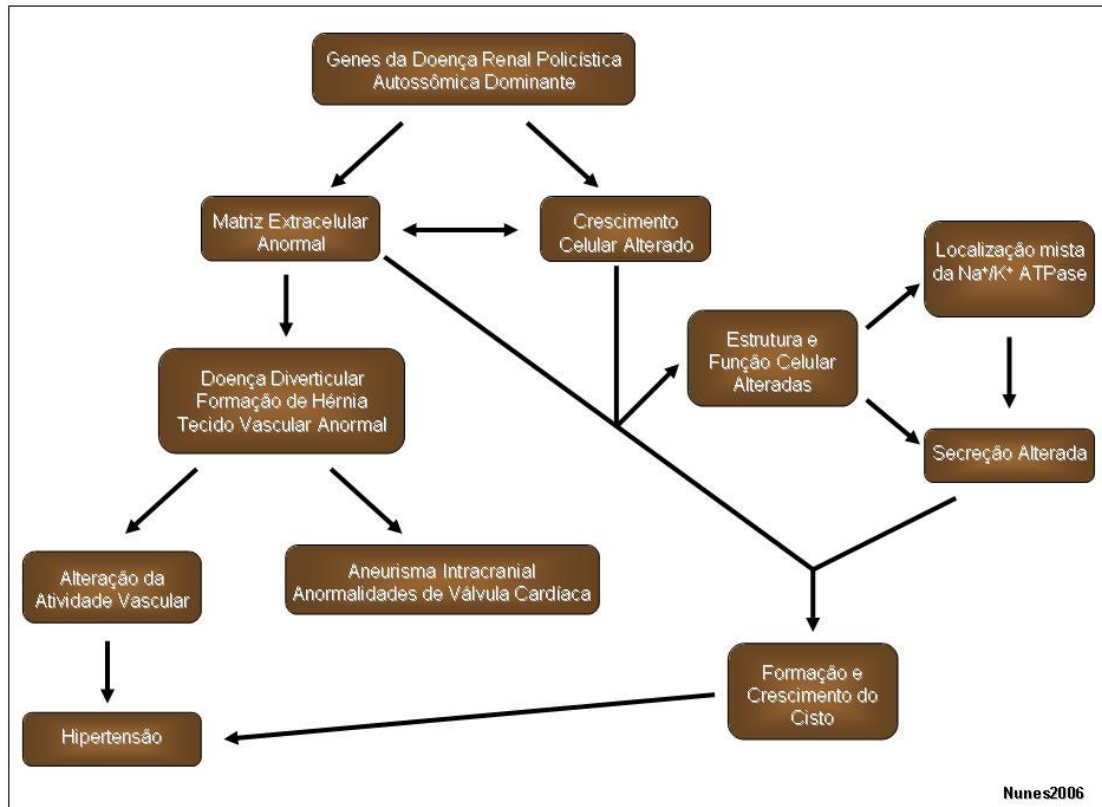 Genes da Doença Renal Policística
Autossômica Dominante
Matriz Extracelular
Anormal
Crescimento
Celular Alterado
Localização mista
da Na⁺/K⁺ ATPase
Estrutura e
Função Celular
Alteradas
Doença Diverticular
Formação de Hérnia
Tecido Vascular Anormal
Secreção Alterada
Alteração da
Atividade Vascular
Aneurisma Intracranial
Anormalidades de Válvula Cardíaca
Formação e
Crescimento do
Cisto
Hipertensão
Nunes2006